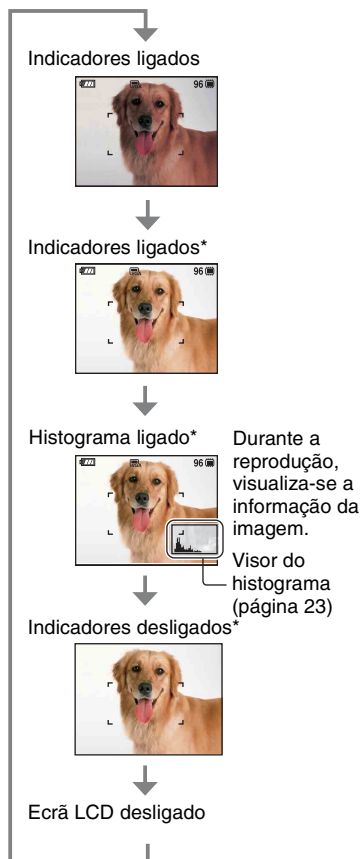 Indicadores ligados
96
Indicadores ligados*
96
Histograma ligado*
96
Durante a
reprodução,
visualiza-se a
informação da
imagem.
Visor do
histograma
(página 23)
Indicadores desligados*
Ecrã LCD desligado